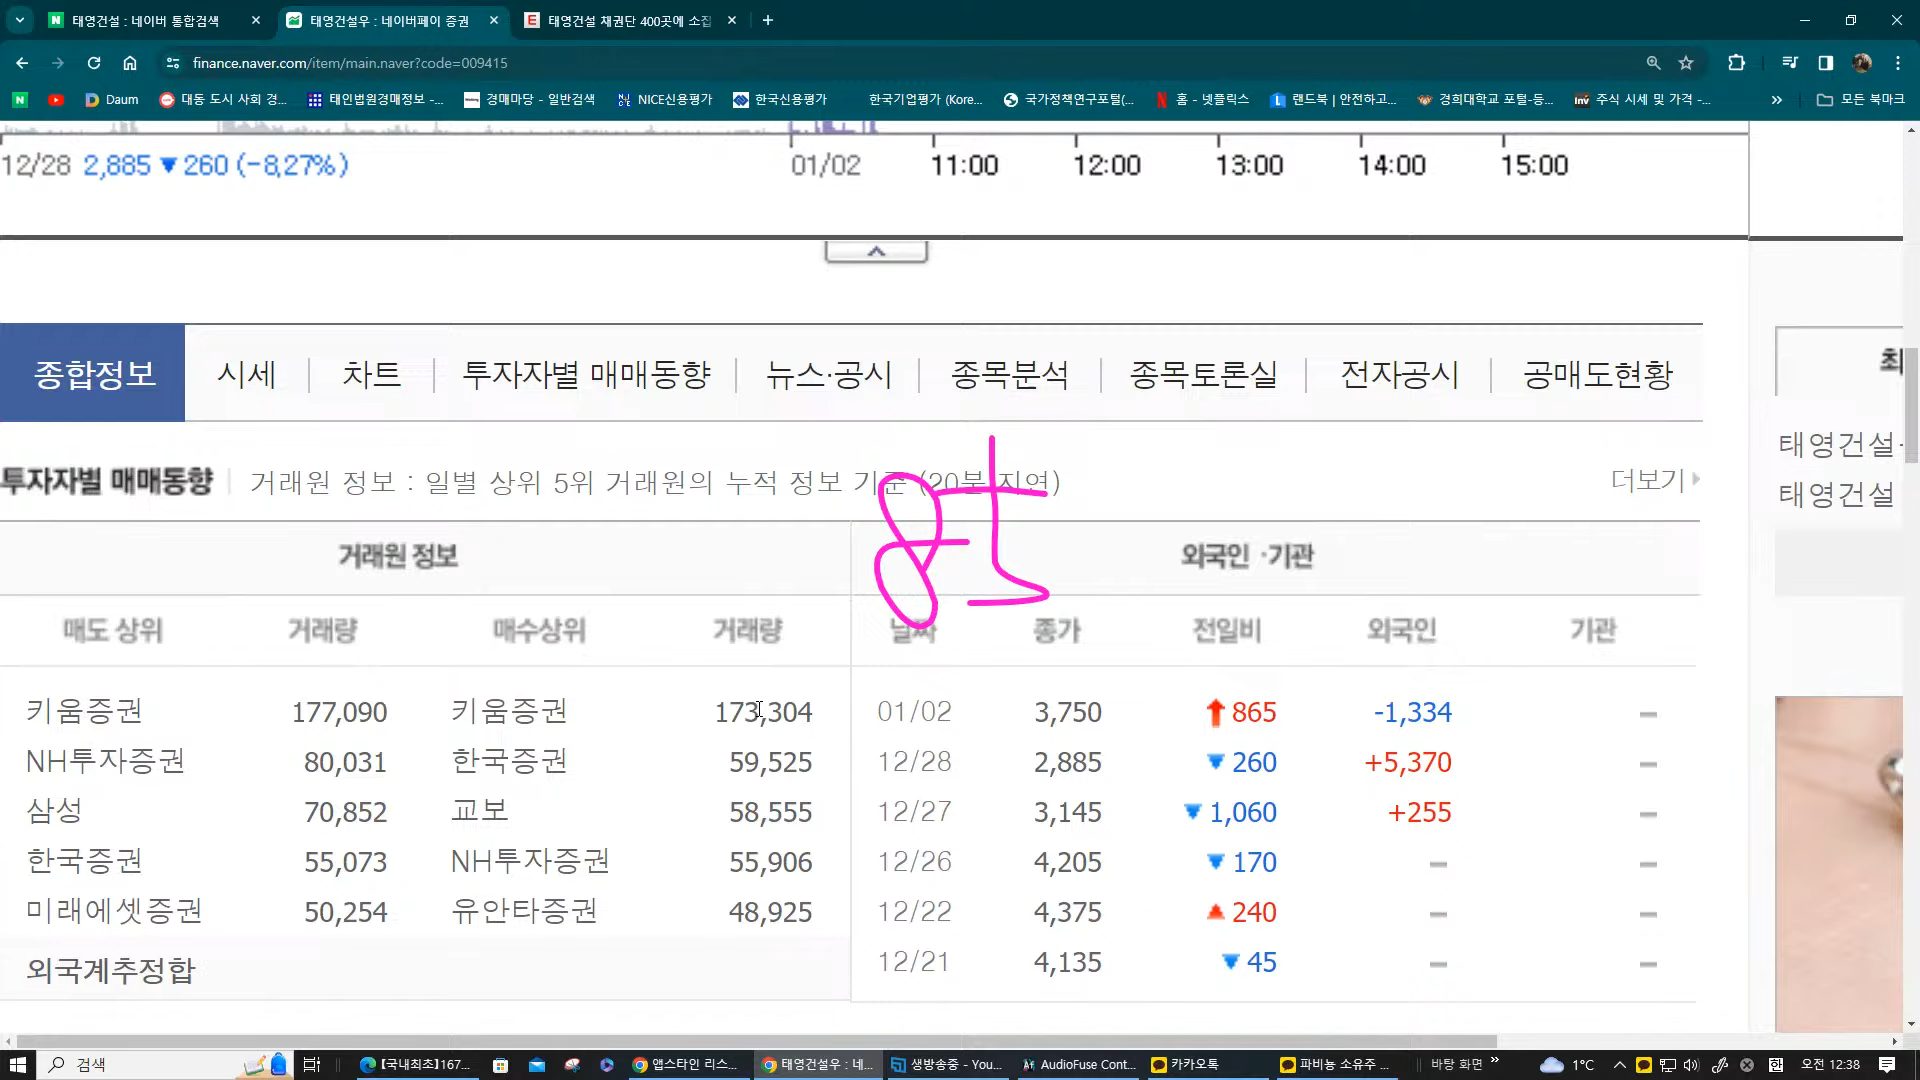 태영건설 : 네이버 통합검색
태영건설우 : 네이버페이 증권
태영건설 채권단 400곳에 소집
finance.naver.com/item/main.naver?code=009415
Daum
대동 도시 사회 경...
태인법원경매정보 -...
경매마당 - 일반검색
NICE신용평가
한국신용평가
한국기업평가 (Kore...
국가정책연구포털(...
홈 - 넷플릭스
랜드북 | 안전하고...
경희대학교 포털-등...
주식 시세 및 가격 -...
모든 북마크
12/28 2,885 ▼ 260 (-8,27%)
01/02 11:00 12:00 13:00 14:00 15:00
종합정보 시세 차트 투자자별 매매동향 뉴스·공시 종목분석 종목토론실 전자공시 공매도현황
최
태영건설
태영건설
투자자별 매매동향 거래원 정보 : 일별 상위 5위 거래원의 누적 정보 기준 (20분 지연) 더보기
거래원 정보 외국인 ·기관
매도 상위 거래량 매수상위 거래량 날짜 종가 전일비 외국인 기관
키움증권 177,090 키움증권 173,304 01/02 3,750 865 -1,334 –
NH투자증권 80,031 한국증권 59,525 12/28 2,885 ▼ 260 +5,370 –
삼성 70,852 교보 58,555 12/27 3,145 ▼ 1,060 +255 –
한국증권 55,073 NH투자증권 55,906 12/26 4,205 ▼ 170 – –
미래에셋증권 50,254 유안타증권 48,925 12/22 4,375 ▲ 240 – –
12/21 4,135 ▼ 45 – –
외국계추정합
검색
【국내최초】167...
앱스타인 리스...
태영건설우 : 네...
생방송중 - You...
AudioFuse Cont...
카카오톡
파비뇽 소유주 ...
바탕 화면
1°C
한
오전 12:38